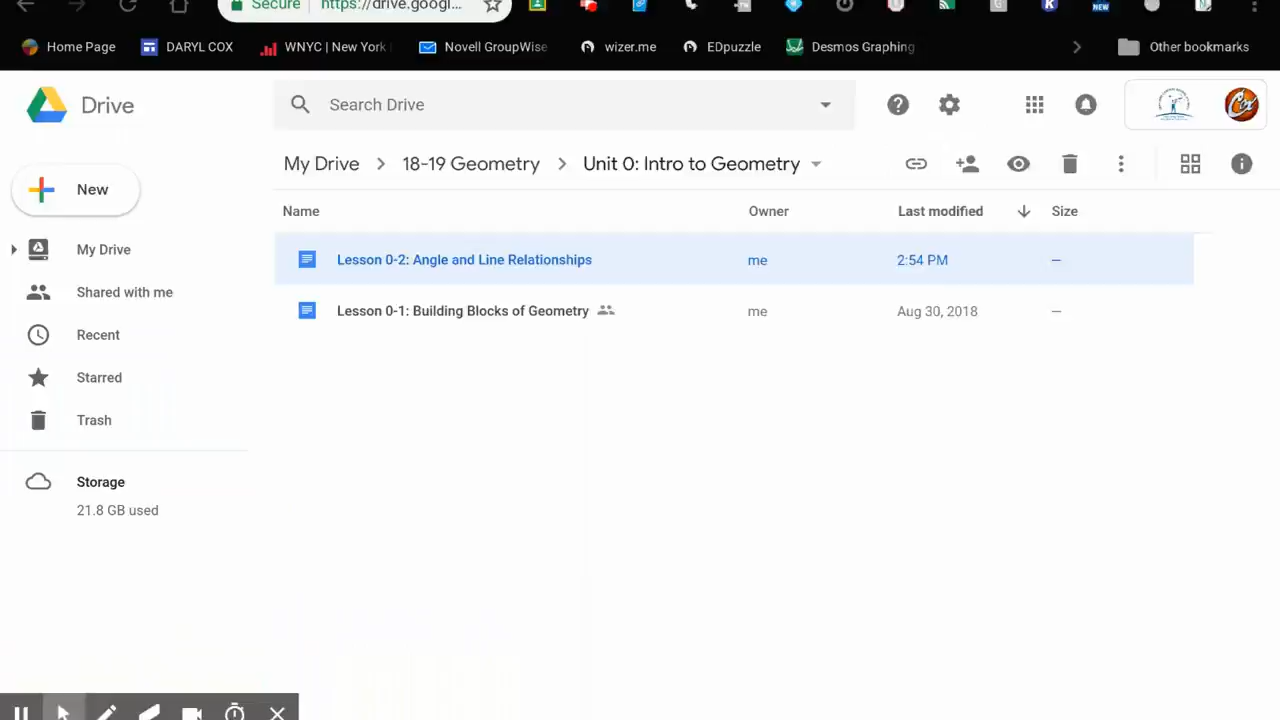 Secure https://drive.googl...
NEW
Home Page DARYL COX WNYC | New York Novell GroupWise wizer.me EDpuzzle Desmos Graphing Other bookmarks
Drive Search Drive Cox
My Drive 18-19 Geometry Unit 0: Intro to Geometry
New
Name Owner Last modified Size
My Drive
Lesson 0-2: Angle and Line Relationships me 2:54 PM —
Shared with me
Lesson 0-1: Building Blocks of Geometry me Aug 30, 2018 —
Recent
Starred
Trash
Storage
21.8 GB used